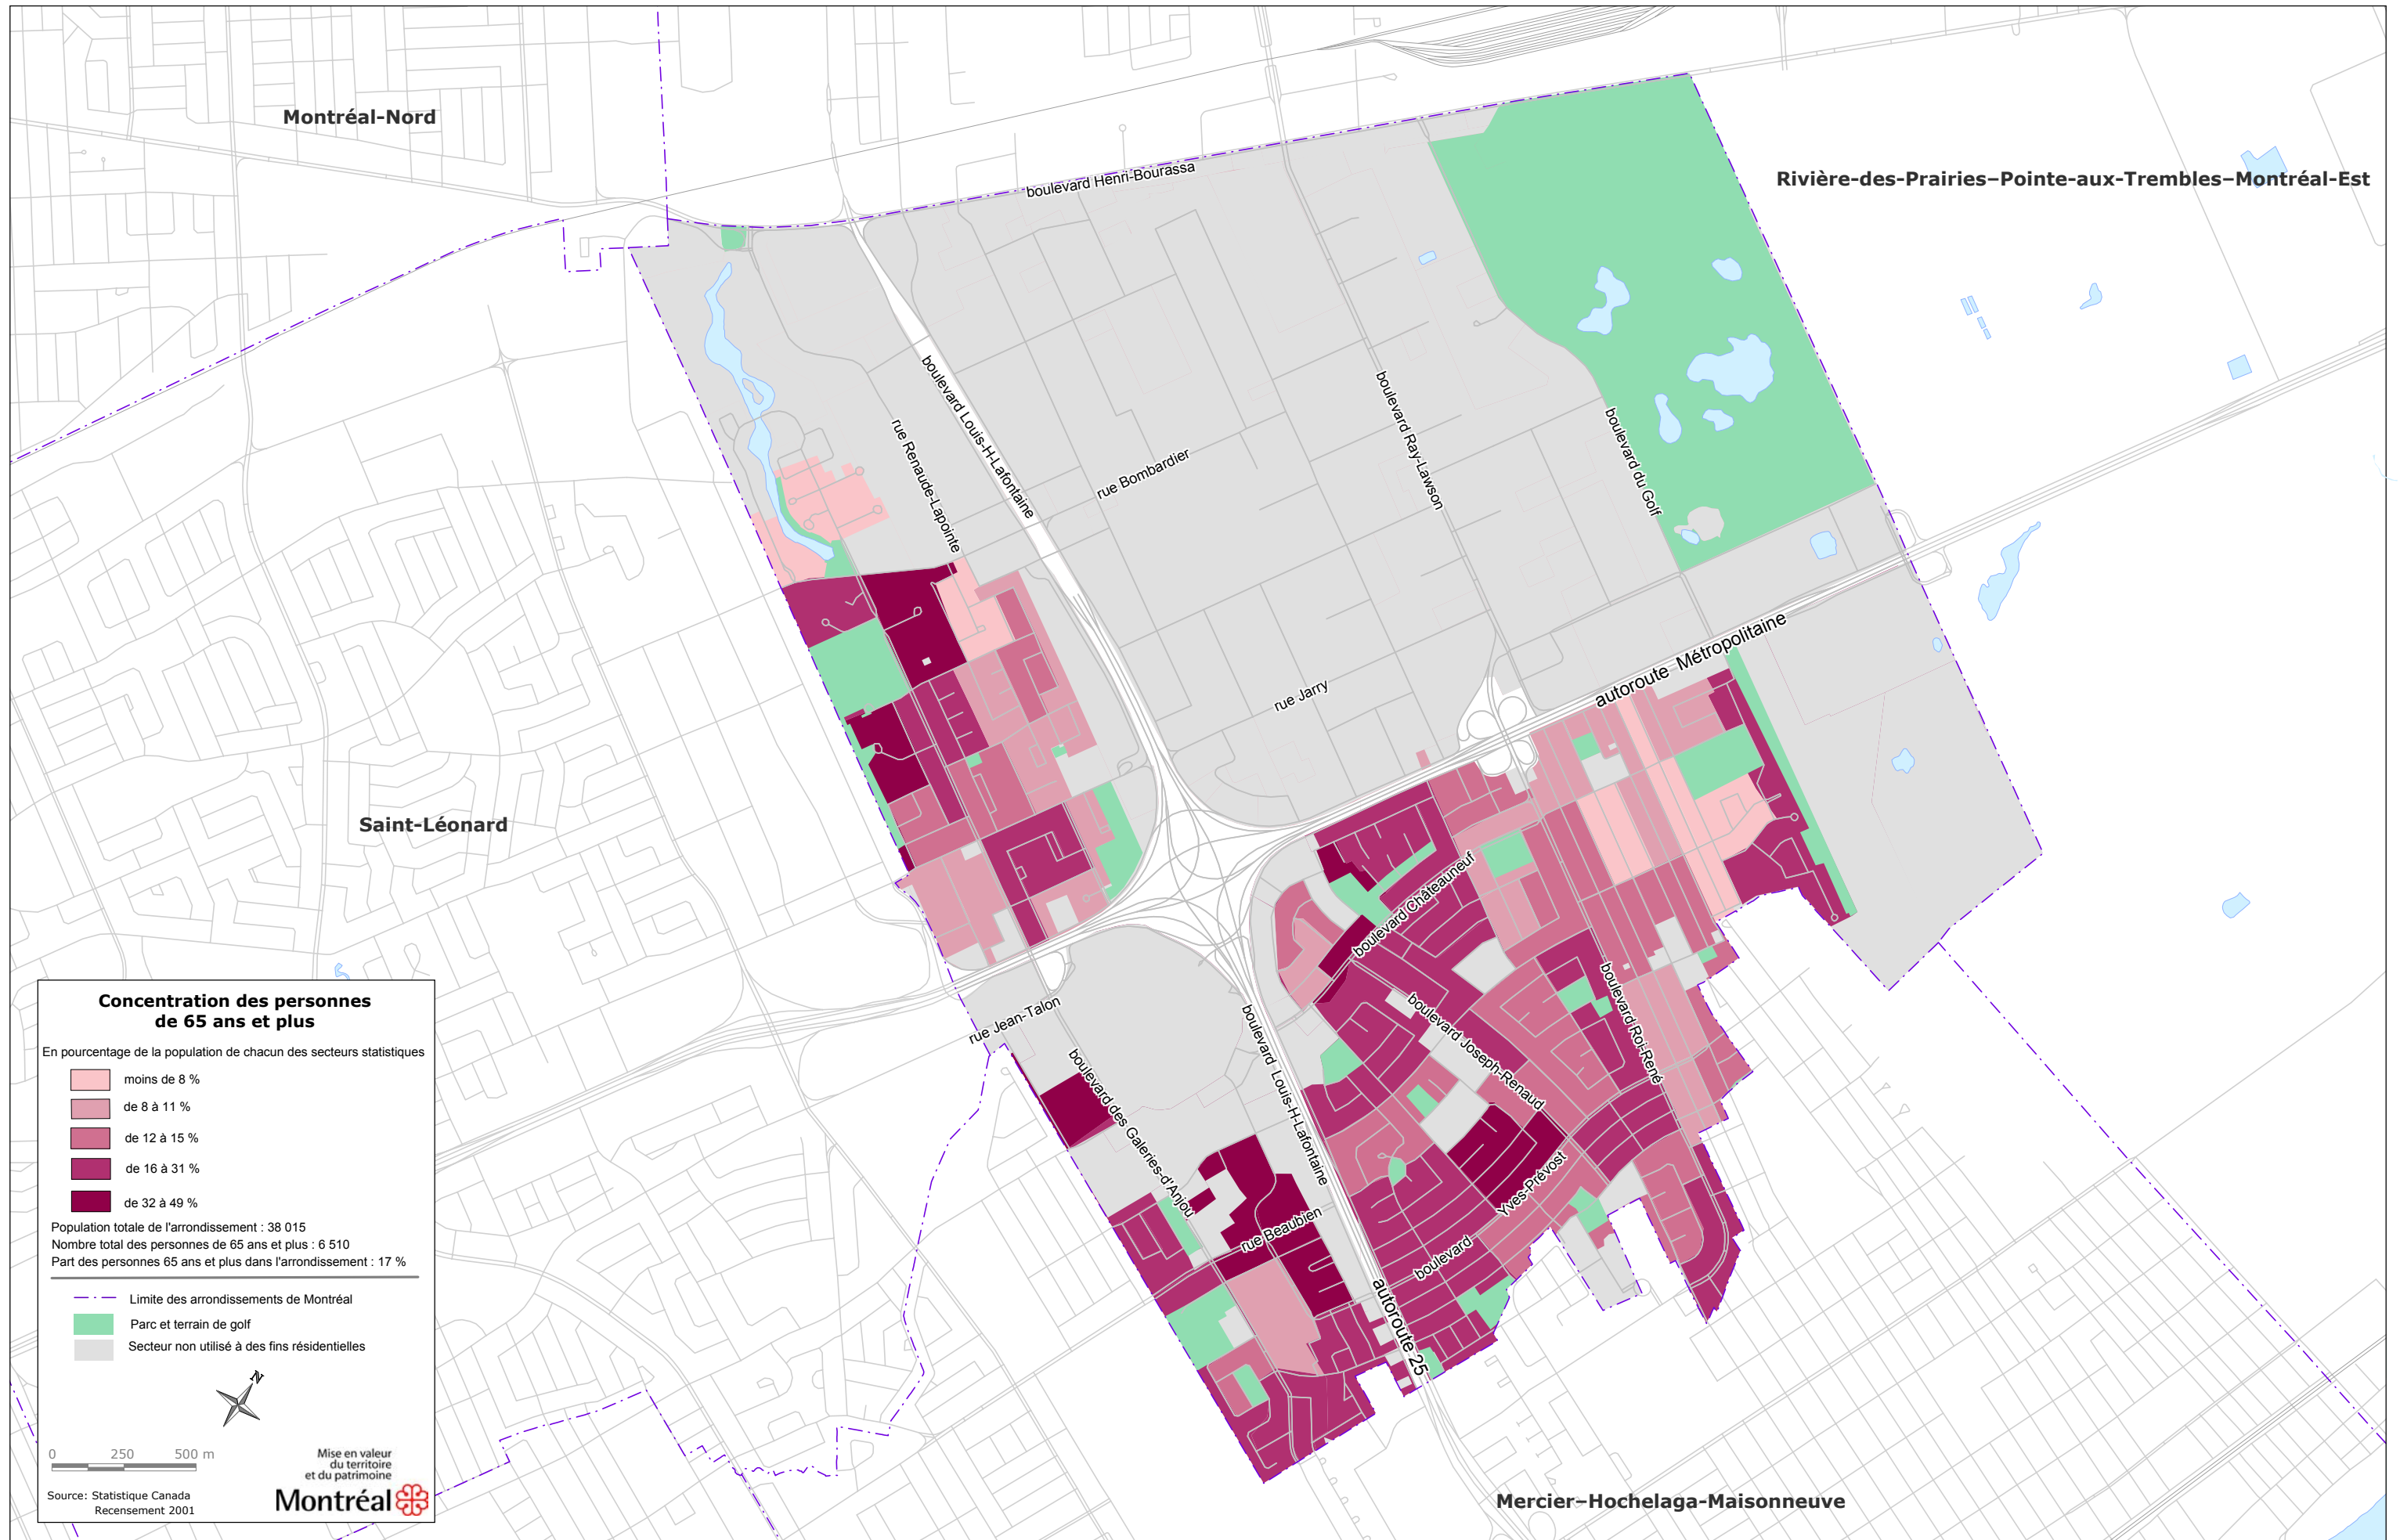 Montréal-Nord
Rivière-des-Prairies–Pointe-aux-Trembles–Montréal-Est
boulevard Henri-Bourassa
boulevard Louis-H-Lafontaine
rue Renaude-Lapointe
rue Bombardier
boulevard Ray-Lawson
boulevard du Golf
autoroute Métropolitaine
rue Jarry
Saint-Léonard
boulevard Châteauneuf
boulevard Joseph-Renaud
boulevard Roi-René
rue Jean-Talon
boulevard des Galeries-d'Anjou
boulevard Louis-H-Lafontaine
rue Beaubien
boulevard
Yves-Prévost
autoroute 25
Mercier–Hochelaga-Maisonneuve
Concentration des personnes
de 65 ans et plus
En pourcentage de la population de chacun des secteurs statistiques
moins de 8 %
de 8 à 11 %
de 12 à 15 %
de 16 à 31 %
de 32 à 49 %
Population totale de l'arrondissement : 38 015
Nombre total des personnes de 65 ans et plus : 6 510
Part des personnes 65 ans et plus dans l'arrondissement : 17 %
Limite des arrondissements de Montréal
Parc et terrain de golf
Secteur non utilisé à des fins résidentielles
N
0 250 500 m
Mise en valeur
du territoire
et du patrimoine
Montréal
Source: Statistique Canada
Recensement 2001